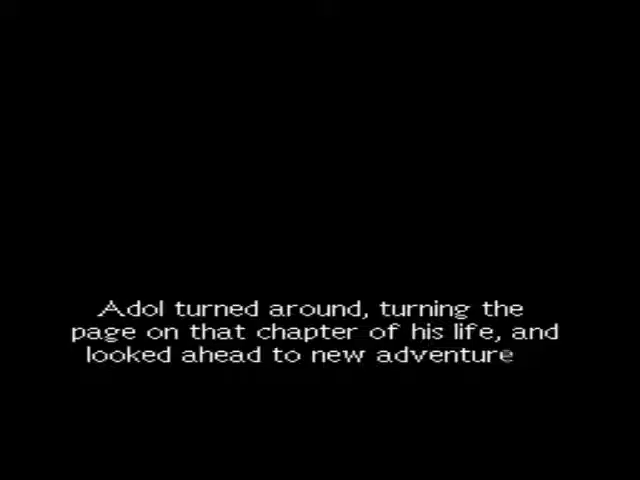 Adol turned around, turning the
page on that chapter of his life, and
looked ahead to new adventure